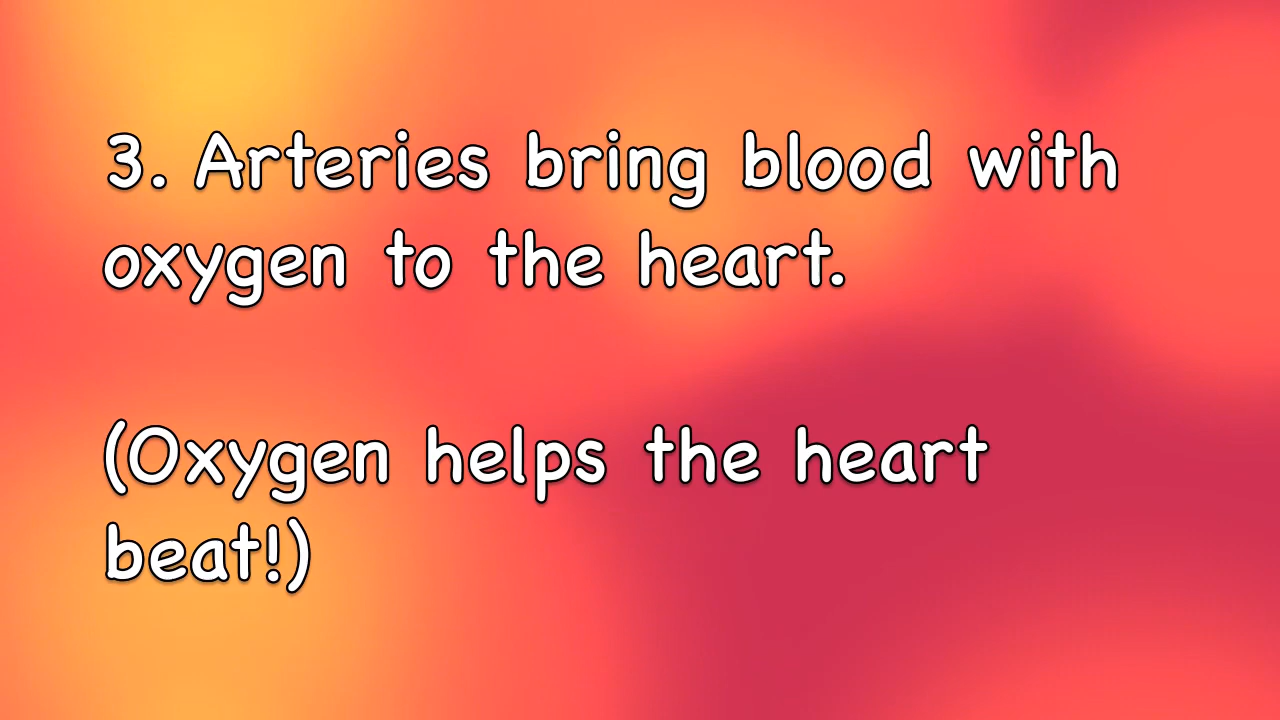 3. Arteries bring blood with
oxygen to the heart.
(Oxygen helps the heart
beat!)